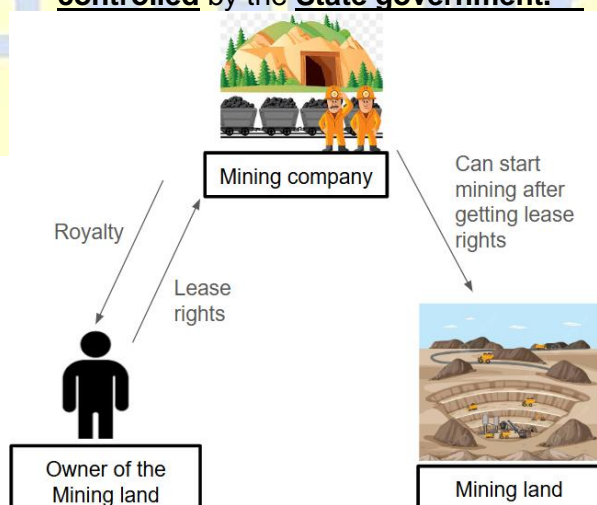 controlled by the State government.
Mining company
Can start
mining after
getting lease
rights
Royalty
Lease
rights
Owner of the
Mining land
Mining land